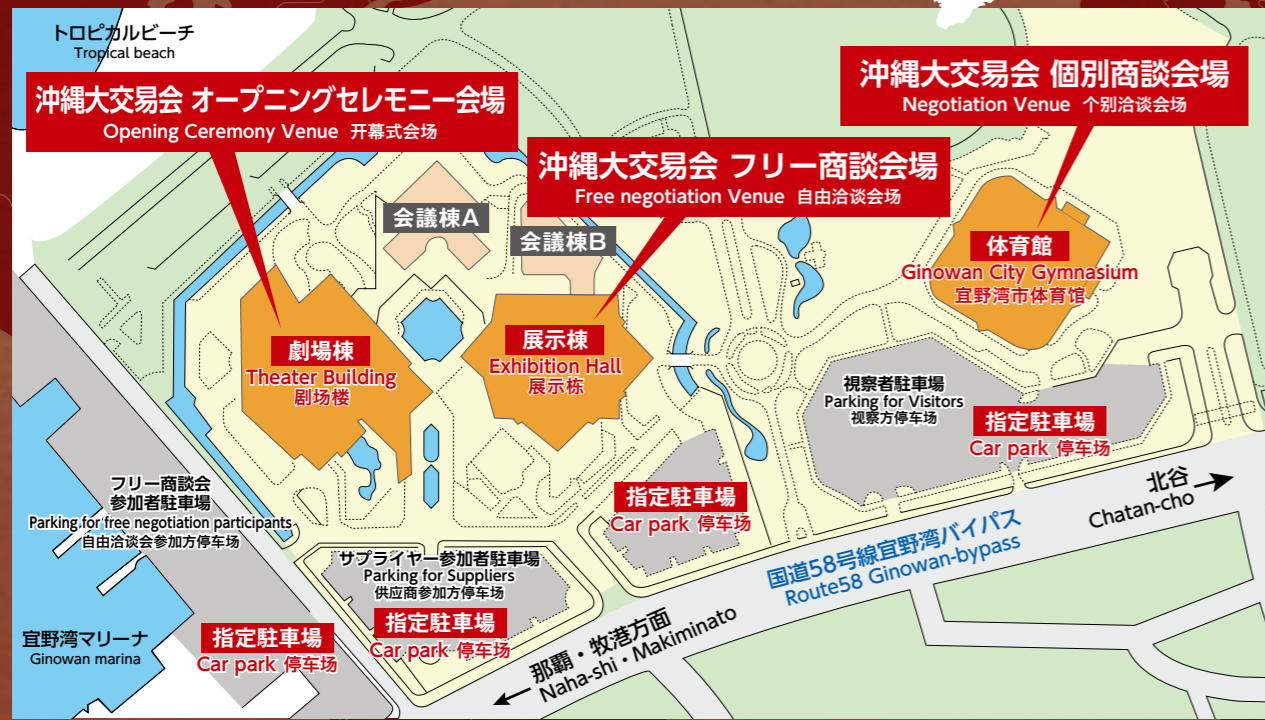 トロピカルビーチ
Tropical beach
沖縄大交易会 オープニングセレモニー会場
Opening Ceremony Venue 开幕式会场
沖縄大交易会 個別商談会場
Negotiation Venue 个别洽谈会场
沖縄大交易会 フリー商談会場
Free negotiation Venue 自由洽谈会场
会議棟A
会議棟B
体育館
Ginowan City Gymnasium
宜野湾市体育馆
劇場棟
Theater Building
剧场楼
展示棟
Exhibition Hall
展示栋
視察者駐車場
Parking for Visitors
视察方停车场
指定駐車場
Car park 停车场
フリー商談会
参加者駐車場
Parking for free negotiation participants
自由洽谈会参加方停车场
指定駐車場
Car park 停车场
サプライヤー参加者駐車場
Parking for Suppliers
供应商参加方停车场
指定駐車場
Car park 停车场
指定駐車場
Car park 停车场
北谷
Chatan-cho
国道58号線宜野湾バイパス
Route58 Ginowan-bypass
那覇・牧港方面
Naha-shi・Makiminato
宜野湾マリーナ
Ginowan marina